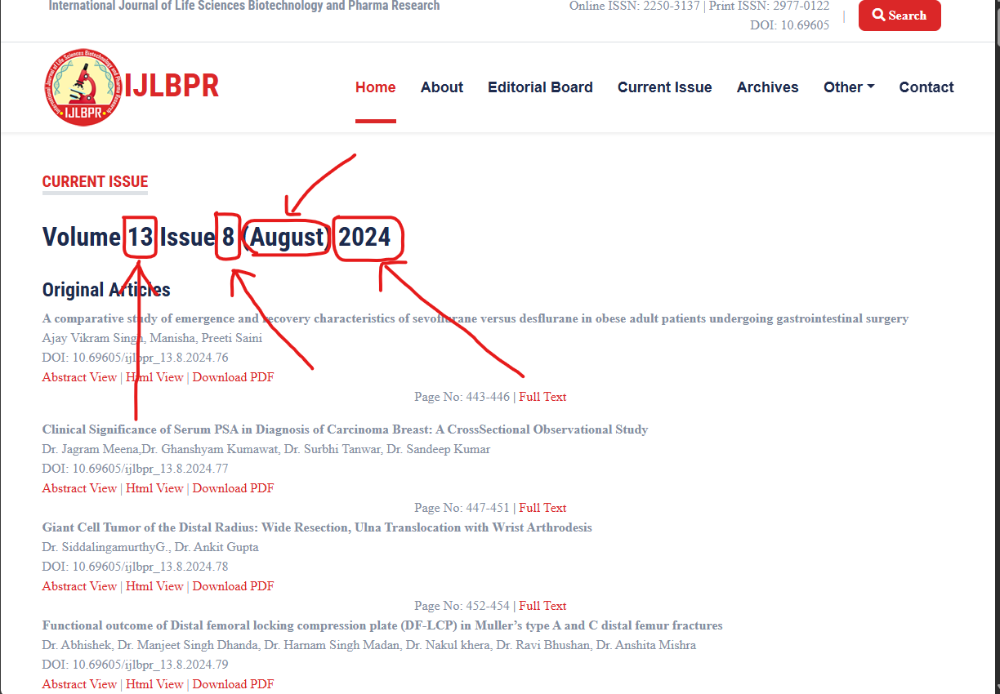 International Journal of Life Sciences Biotechnology and Pharma Research
Online ISSN: 2250-3137 | Print ISSN: 2977-0122
DOI: 10.69605
|
Search
International Journal of Life Sciences Biotechnology and Pharma Research
IJLBPR
IJLBPR
Home About Editorial Board Current Issue Archives Other Contact
CURRENT ISSUE
Volume 13 Issue 8 (August) 2024
Original Articles
A comparative study of emergence and recovery characteristics of sevoflurane versus desflurane in obese adult patients undergoing gastrointestinal surgery
Ajay Vikram Singh, Manisha, Preeti Saini
DOI: 10.69605/ijlbpr_13.8.2024.76
Abstract View | Html View | Download PDF
Page No: 443-446 | Full Text
Clinical Significance of Serum PSA in Diagnosis of Carcinoma Breast: A CrossSectional Observational Study
Dr. Jagram Meena,Dr. Ghanshyam Kumawat, Dr. Surbhi Tanwar, Dr. Sandeep Kumar
DOI: 10.69605/ijlbpr_13.8.2024.77
Abstract View | Html View | Download PDF
Page No: 447-451 | Full Text
Giant Cell Tumor of the Distal Radius: Wide Resection, Ulna Translocation with Wrist Arthrodesis
Dr. SiddalingamurthyG., Dr. Ankit Gupta
DOI: 10.69605/ijlbpr_13.8.2024.78
Abstract View | Html View | Download PDF
Page No: 452-454 | Full Text
Functional outcome of Distal femoral locking compression plate (DF-LCP) in Muller’s type A and C distal femur fractures
Dr. Abhishek, Dr. Manjeet Singh Dhanda, Dr. Harnam Singh Madan, Dr. Nakul khera, Dr. Ravi Bhushan, Dr. Anshita Mishra
DOI: 10.69605/ijlbpr_13.8.2024.79
Abstract View | Html View | Download PDF